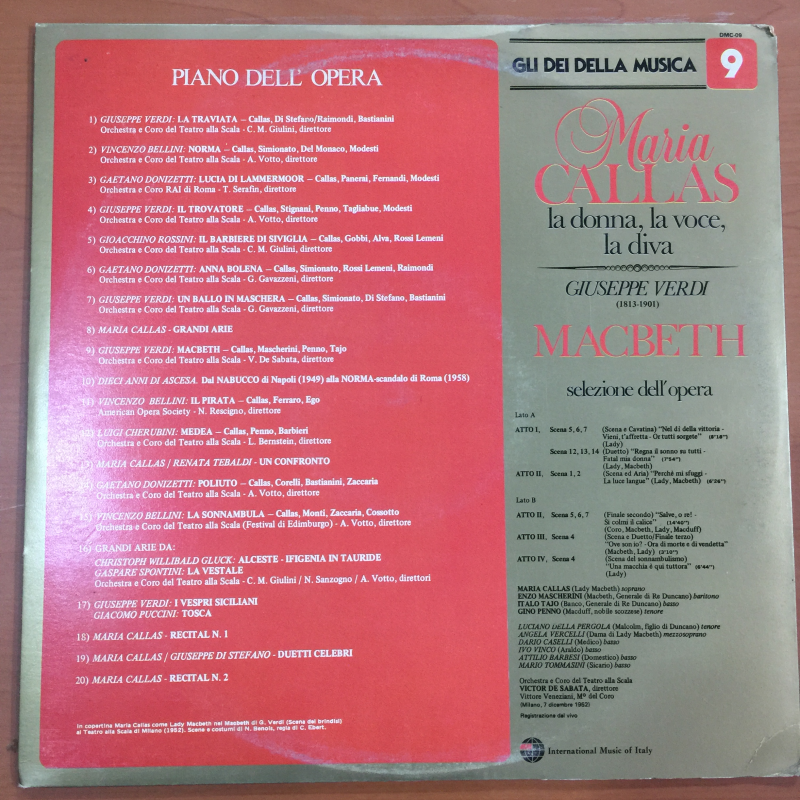 PIANO DELL' OPERA
1) GIUSEPPE VERDI: LA TRAVIATA – Callas, Di Stefano/Raimondi, Bastianini
Orchestra e Coro del Teatro alla Scala - C. M. Giulini, direttore
2) VINCENZO BELLINI: NORMA – Callas, Simionato, Del Monaco, Modesti
Orchestra e Coro del Teatro alla Scala - A. Votto, direttore
3) GAETANO DONIZETTI: LUCIA DI LAMMERMOOR – Callas, Panerai, Fernandi, Modesti
Orchestra e Coro RAI di Roma - T. Serafin, direttore
4) GIUSEPPE VERDI: IL TROVATORE – Callas, Stignani, Penno, Tagliabue, Modesti
Orchestra e Coro del Teatro alla Scala - A. Votto, direttore
5) GIOACCHINO ROSSINI: IL BARBIERE DI SIVIGLIA – Callas, Gobbi, Alva, Rossi Lemeni
Orchestra e Coro del Teatro alla Scala - C. M. Giulini, direttore
6) GAETANO DONIZETTI: ANNA BOLENA – Callas, Simionato, Rossi Lemeni, Raimondi
Orchestra e Coro del Teatro alla Scala - G. Gavazzeni, direttore
7) GIUSEPPE VERDI: UN BALLO IN MASCHERA – Callas, Simionato, Di Stefano, Bastianini
Orchestra e Coro del Teatro alla Scala - G. Gavazzeni, direttore
8) MARIA CALLAS - GRANDI ARIE
9) GIUSEPPE VERDI: MACBETH – Callas, Mascherini, Penno, Tajo
Orchestra e Coro del Teatro alla Scala - V. De Sabata, direttore
10) DIECI ANNI DI ASCESA. Dal NABUCCO di Napoli (1949) alla NORMA-scandalo di Roma (1958)
11) VINCENZO BELLINI: IL PIRATA – Callas, Ferraro, Ego
American Opera Society - N. Rescigno, direttore
12) LUIGI CHERUBINI: MEDEA – Callas, Penno, Barbieri
Orchestra e Coro del Teatro alla Scala - L. Bernstein, direttore
13) MARIA CALLAS / RENATA TEBALDI - UN CONFRONTO
14) GAETANO DONIZETTI: POLIUTO – Callas, Corelli, Bastianini, Zaccaria
Orchestra e Coro del Teatro alla Scala - A. Votto, direttore
15) VINCENZO BELLINI: LA SONNAMBULA – Callas, Monti, Zaccaria, Cossotto
Orchestra e Coro del Teatro alla Scala (Festival di Edimburgo) - A. Votto, direttore
16) GRANDI ARIE DA:
CHRISTOPH WILLIBALD GLUCK: ALCESTE - IFIGENIA IN TAURIDE
GASPARE SPONTINI: LA VESTALE
Orchestra e Coro del Teatro alla Scala - C. M. Giulini / N. Sanzogno / A. Votto, direttori
17) GIUSEPPE VERDI: I VESPRI SICILIANI
GIACOMO PUCCINI: TOSCA
18) MARIA CALLAS - RECITAL N. 1
19) MARIA CALLAS / GIUSEPPE DI STEFANO - DUETTI CELEBRI
20) MARIA CALLAS - RECITAL N. 2
In copertina Maria Callas come Lady Macbeth nel Macbeth di G. Verdi (Scena del brindisi)
al Teatro alla Scala di Milano (1952). Scene e costumi di N. Benois, regia di C. Ebert.
DMC-09
GLI DEI DELLA MUSICA 9
Maria
CALLAS
la donna, la voce,
la diva
GIUSEPPE VERDI
(1813-1901)
MACBETH
selezione dell'opera
Lato A
ATTO I, Scena 5, 6, 7 (Scena e Cavatina) "Nel dì della vittoria -
Vieni, t'affretta - Or tutti sorgete" (8'18")
(Lady)
Scena 12, 13, 14 (Duetto) "Regna il sonno su tutti -
Fatal mia donna" (7'54")
(Lady, Macbeth)
ATTO II, Scena 1, 2 (Scena ed Aria) "Perché mi sfuggi -
La luce langue" (Lady, Macbeth) (6'26")
Lato B
ATTO II, Scena 5, 6, 7 (Finale secondo) "Salve, o re! -
Si colmi il calice" (14'40")
(Coro, Macbeth, Lady, Macduff)
ATTO III, Scena 4 (Scena e Duetto/Finale terzo)
"Ove son io? - Ora di morte e di vendetta"
(Macbeth, Lady) (3'10")
ATTO IV, Scena 4 (Scena del sonnambulismo)
"Una macchia è qui tuttora" (8'44")
(Lady)
MARIA CALLAS (Lady Macbeth) soprano
ENZO MASCHERINI (Macbeth, Generale di Re Duncano) baritono
ITALO TAJO (Banco, Generale di Re Duncano) basso
GINO PENNO (Macduff, nobile scozzese) tenore
LUCIANO DELLA PERGOLA (Malcolm, figlio di Duncano) tenore
ANGELA VERCELLI (Dama di Lady Macbeth) mezzosoprano
DARIO CASELLI (Medico) basso
IVO VINCO (Araldo) basso
ATTILIO BARBESI (Domestico) basso
MARIO TOMMASINI (Sicario) basso
Orchestra e Coro del Teatro alla Scala
VICTOR DE SABATA, direttore
Vittore Veneziani, Mº del Coro
(Milano, 7 dicembre 1952)
Registrazione dal vivo
International Music of Italy